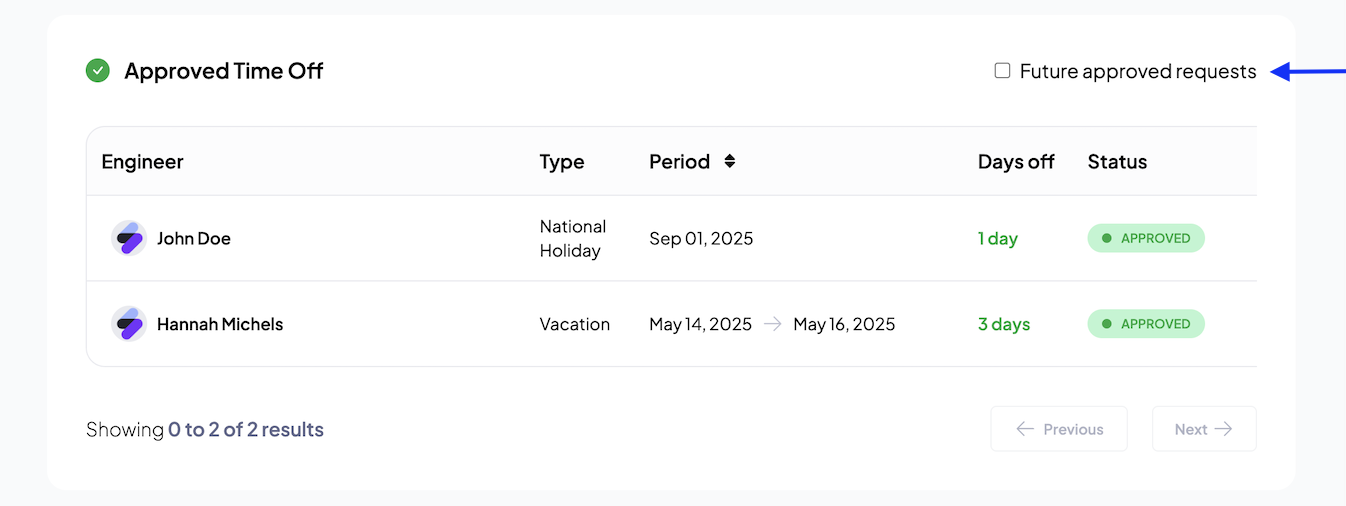 Approved Time Off
Future approved requests
Engineer Type Period Days off Status
John Doe National Holiday Sep 01, 2025 1 day APPROVED
Hannah Michels Vacation May 14, 2025 → May 16, 2025 3 days APPROVED
Showing 0 to 2 of 2 results
← Previous Next →